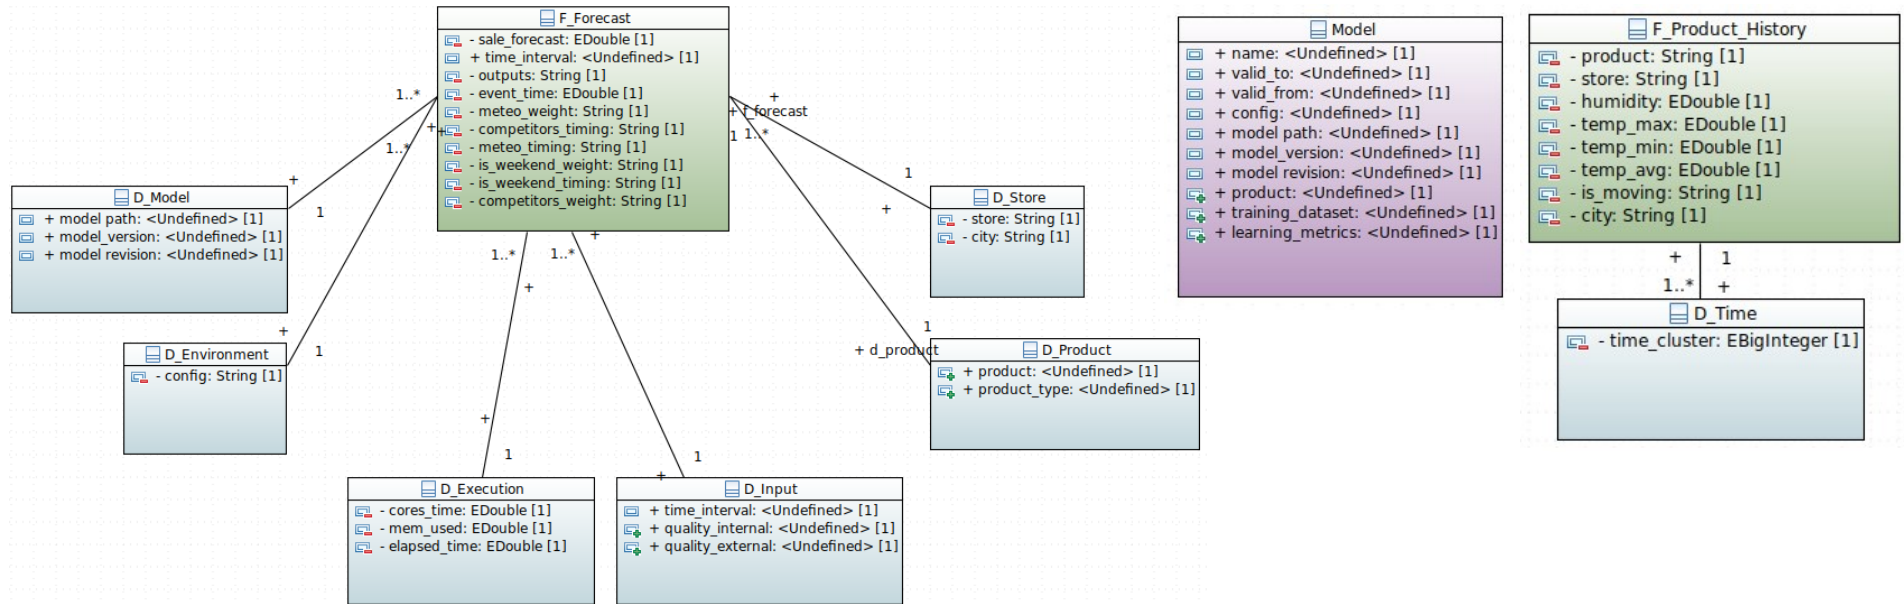 F_Forecast
- sale_forecast: EDouble [1]
+ time_interval: <Undefined> [1]
- outputs: String [1]
- event_time: EDouble [1]
- meteo_weight: String [1]
- competitors_timing: String [1]
- meteo_timing: String [1]
- is_weekend_weight: String [1]
- is_weekend_timing: String [1]
- competitors_weight: String [1]
1..*
+
+
1..*
+
1
+
1
1..*
+
+
1
1..*
+
+
1
+
+ f_forecast
1
1..*
1
+
1
+ d_product
D_Model
+ model path: <Undefined> [1]
+ model_version: <Undefined> [1]
+ model revision: <Undefined> [1]
D_Environment
- config: String [1]
D_Execution
- cores_time: EDouble [1]
- mem_used: EDouble [1]
- elapsed_time: EDouble [1]
D_Input
+ time_interval: <Undefined> [1]
+ quality_internal: <Undefined> [1]
+ quality_external: <Undefined> [1]
D_Store
- store: String [1]
- city: String [1]
D_Product
+ product: <Undefined> [1]
+ product_type: <Undefined> [1]
Model
+ name: <Undefined> [1]
+ valid_to: <Undefined> [1]
+ valid_from: <Undefined> [1]
+ config: <Undefined> [1]
+ model path: <Undefined> [1]
+ model_version: <Undefined> [1]
+ model revision: <Undefined> [1]
+ product: <Undefined> [1]
+ training_dataset: <Undefined> [1]
+ learning_metrics: <Undefined> [1]
F_Product_History
- product: String [1]
- store: String [1]
- humidity: EDouble [1]
- temp_max: EDouble [1]
- temp_min: EDouble [1]
- temp_avg: EDouble [1]
- is_moving: String [1]
- city: String [1]
+ 1
1..* +
D_Time
- time_cluster: EBigInteger [1]